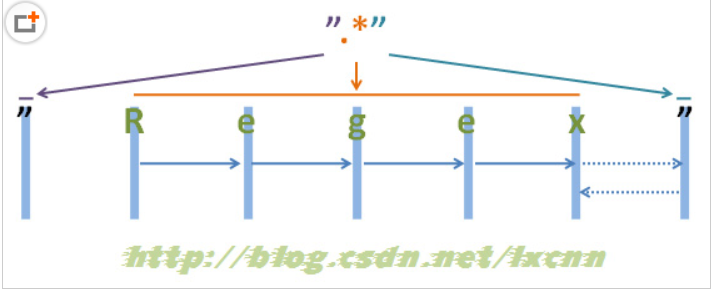 ”.*”
” R e g e x ”
http://blog.csdn.net/lxcnn